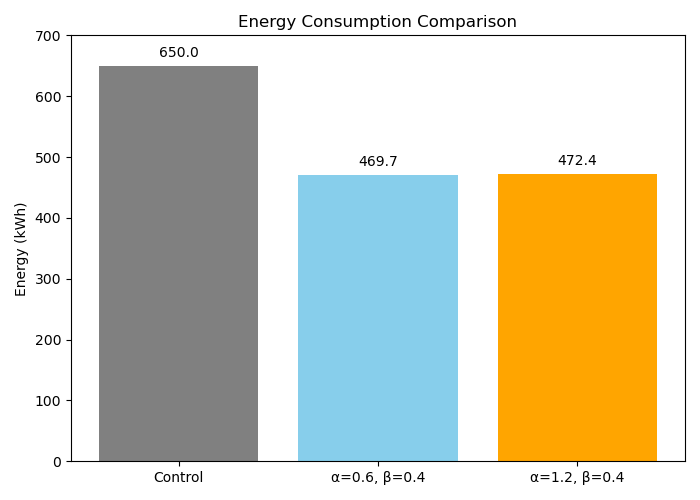 Energy Consumption Comparison
Energy (kWh)
700
600
500
400
300
200
100
0
650.0
469.7
472.4
Control
α=0.6, β=0.4
α=1.2, β=0.4